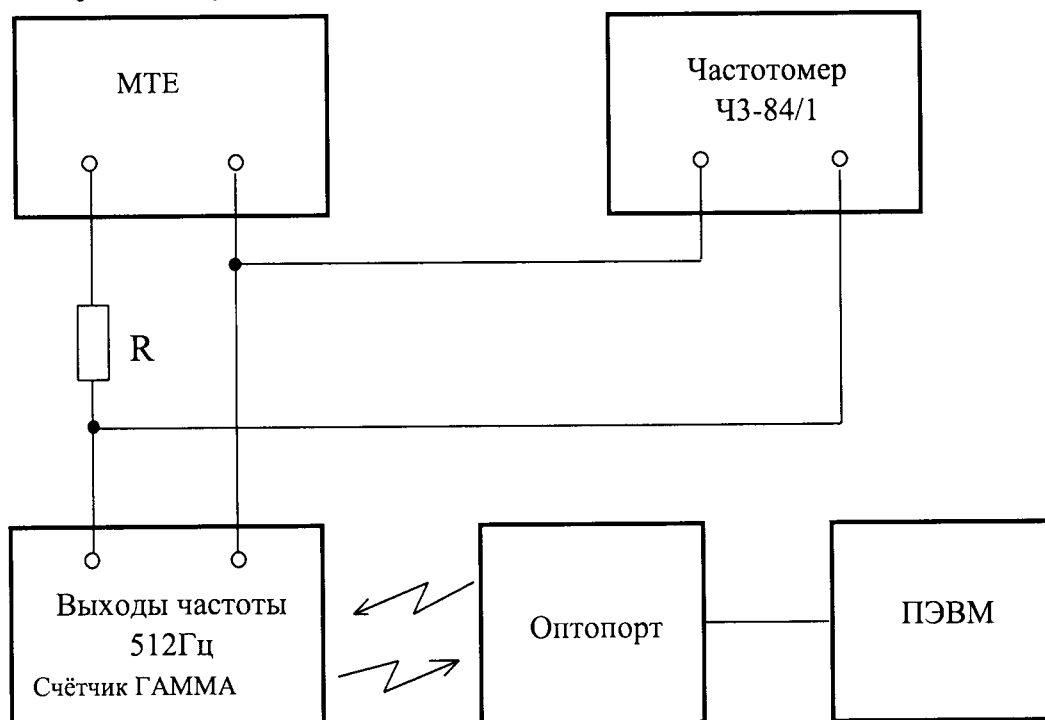 МТЕ
Частотомер
Ч3-84/1
R
Выходы частоты
512Гц
Счётчик ГАММА
Оптопорт
ПЭВМ